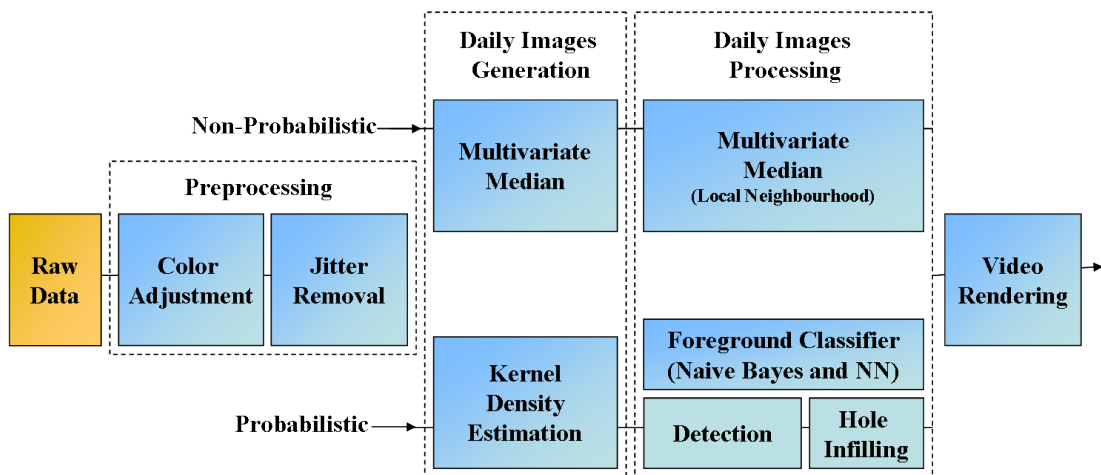 Daily Images
Generation
Daily Images
Processing
Non-Probabilistic
Multivariate
Median
Multivariate
Median
(Local Neighbourhood)
Preprocessing
Raw
Data
Color
Adjustment
Jitter
Removal
Video
Rendering
Probabilistic
Kernel
Density
Estimation
Foreground Classifier
(Naive Bayes and NN)
Detection
Hole
Infilling